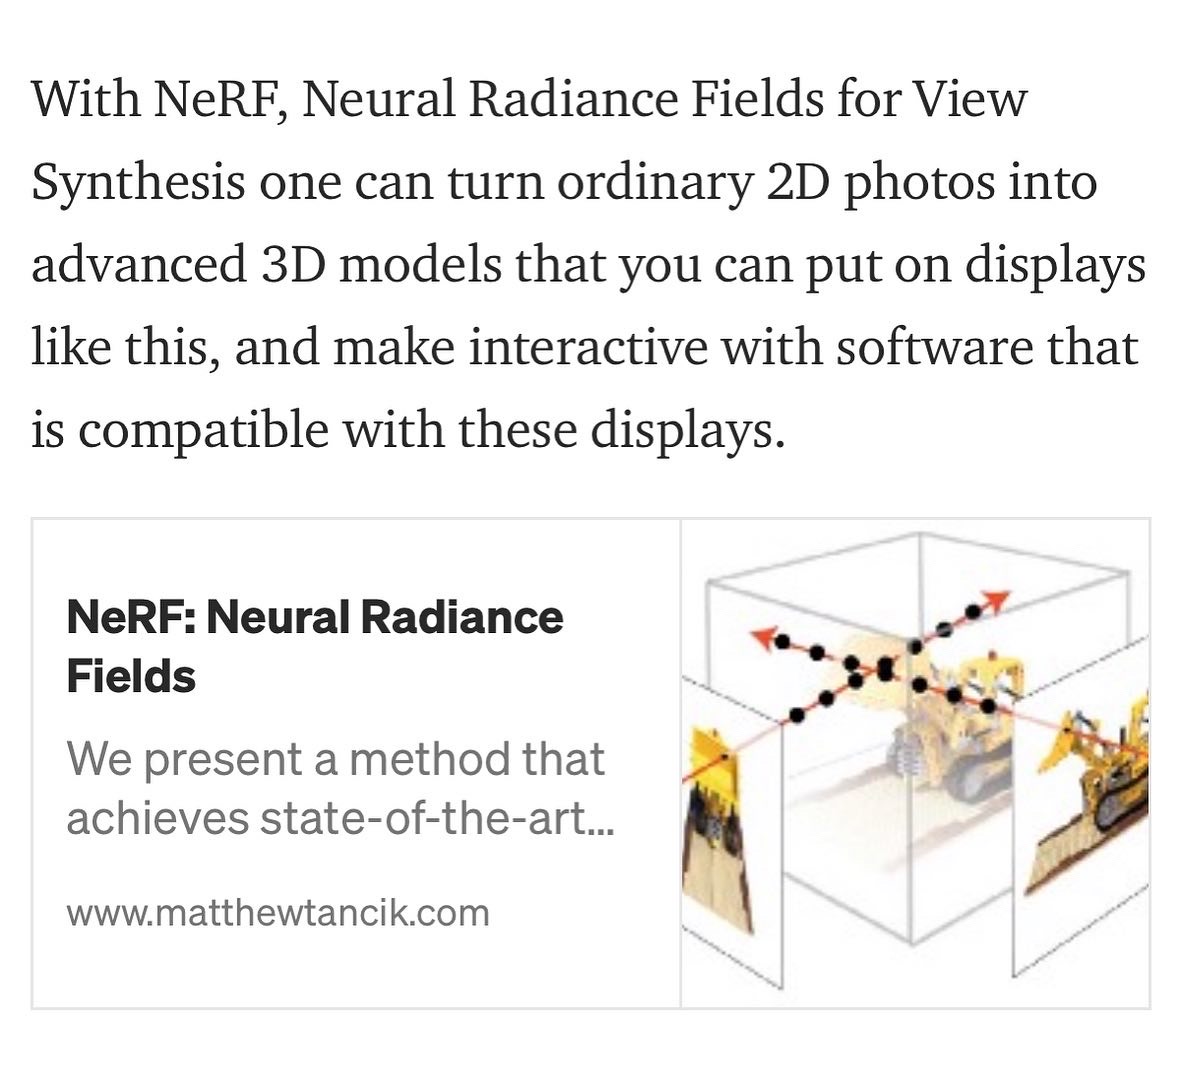 With NeRF, Neural Radiance Fields for View
Synthesis one can turn ordinary 2D photos into
advanced 3D models that you can put on displays
like this, and make interactive with software that
is compatible with these displays.
NeRF: Neural Radiance
Fields
We present a method that
achieves state-of-the-art...
www.matthewtancik.com